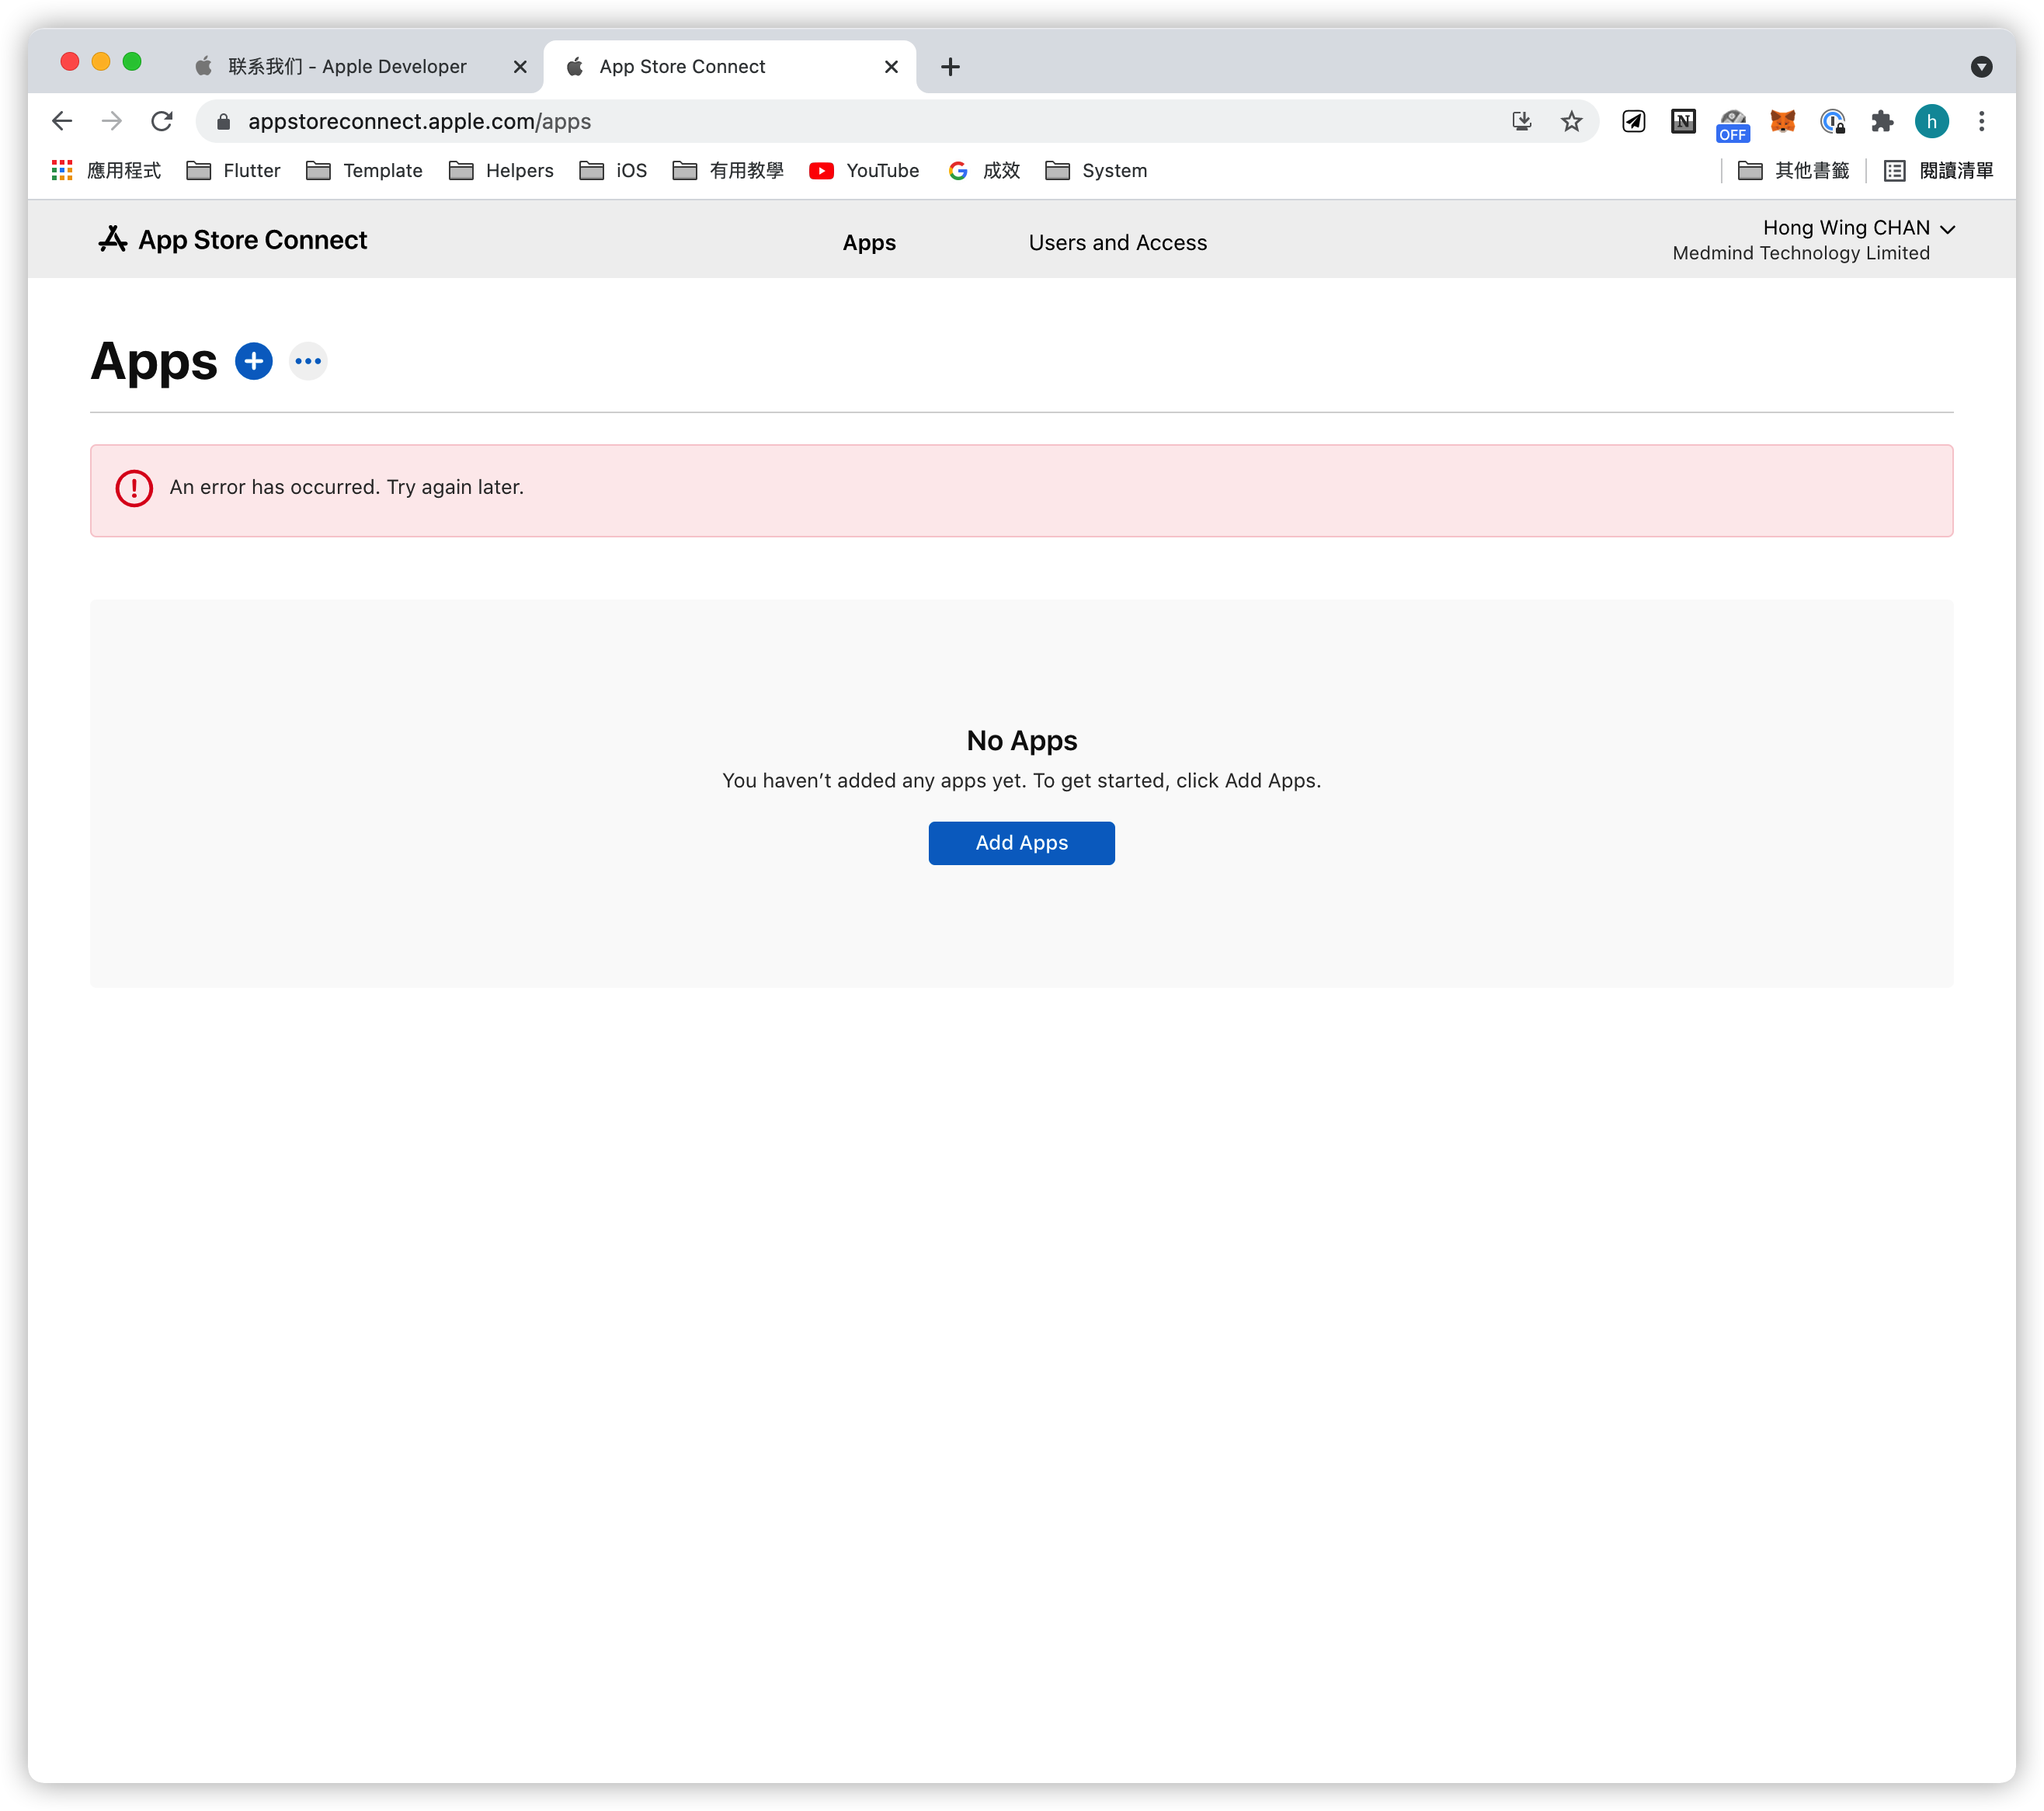 联系我们 - Apple Developer
App Store Connect
appstoreconnect.apple.com/apps
N
OFF
h
應用程式
Flutter
Template
Helpers
iOS
有用教學
YouTube
成效
System
其他書籤
閱讀清單
App Store Connect
Apps
Users and Access
Hong Wing CHAN
Medmind Technology Limited
Apps
An error has occurred. Try again later.
No Apps
You haven’t added any apps yet. To get started, click Add Apps.
Add Apps